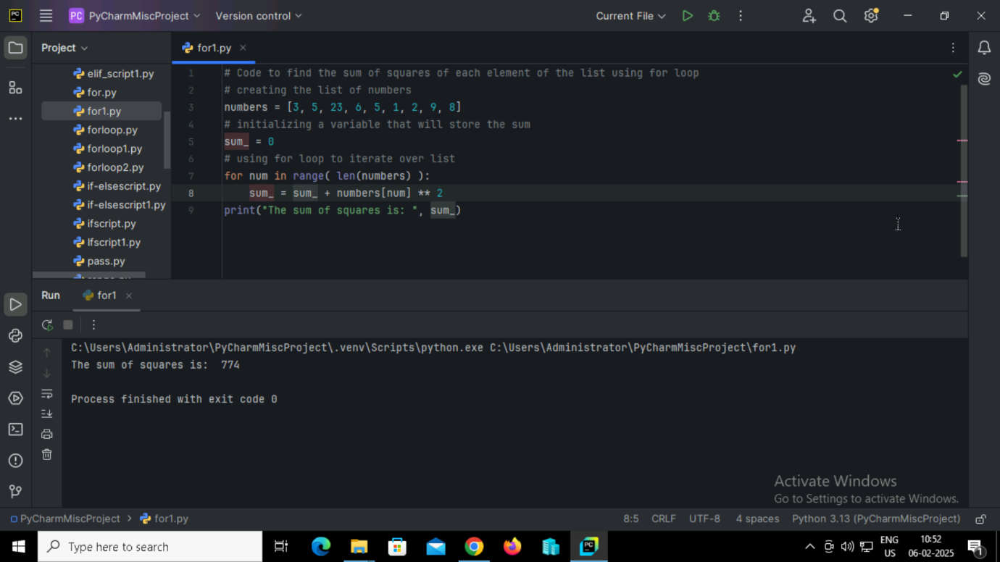 PC PyCharmMiscProject Version control Current File
Project
for1.py
elif_script1.py
for.py
for1.py
forloop.py
forloop1.py
forloop2.py
if-elsescript.py
if-elsescript1.py
ifscript.py
Ifscript1.py
pass.py
1 # Code to find the sum of squares of each element of the list using for loop
2 # creating the list of numbers
3 numbers = [3, 5, 23, 6, 5, 1, 2, 9, 8]
4 # initializing a variable that will store the sum
5 sum_ = 0
6 # using for loop to iterate over list
7 for num in range( len(numbers) ):
8 sum_ = sum_ + numbers[num] ** 2
9 print("The sum of squares is: ", sum_)
Run for1
C:\Users\Administrator\PyCharmMiscProject\.venv\Scripts\python.exe C:\Users\Administrator\PyCharmMiscProject\for1.py
The sum of squares is:  774
Process finished with exit code 0
Activate Windows
Go to Settings to activate Windows.
PyCharmMiscProject > for1.py 8:5 CRLF UTF-8 4 spaces Python 3.13 (PyCharmMiscProject)
Type here to search
PC
ENG
US
10:52
06-02-2025
1